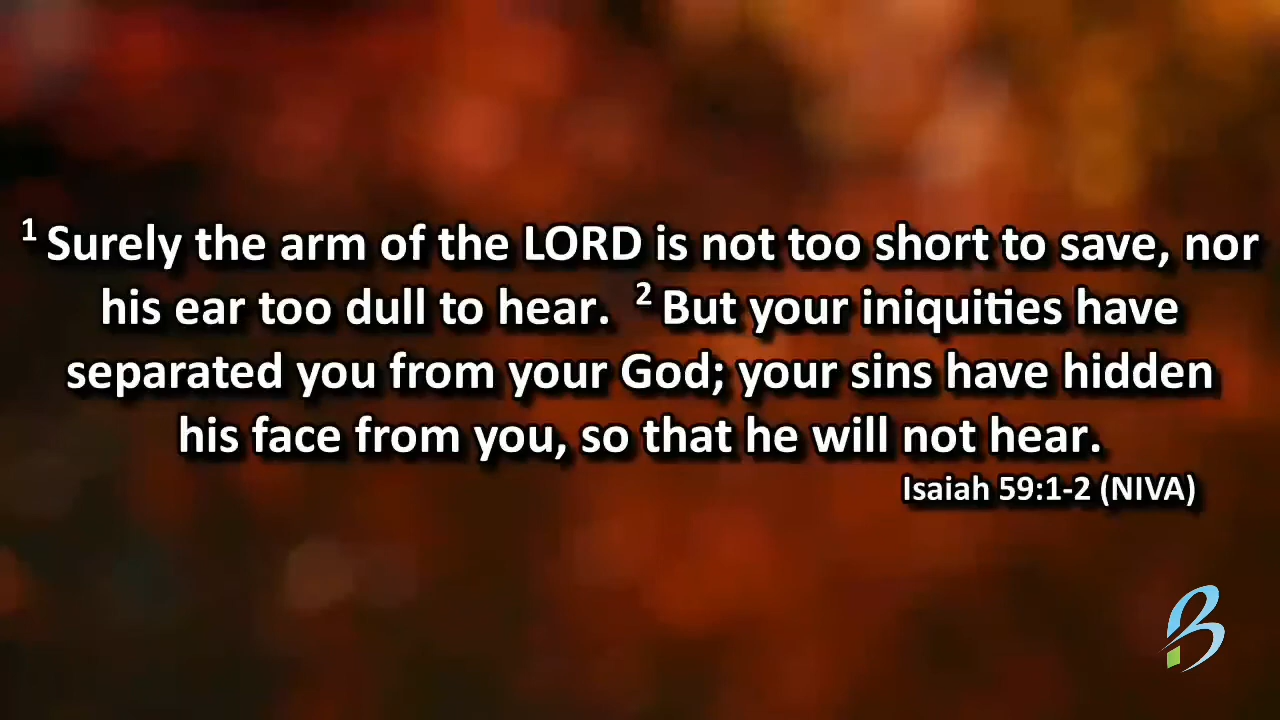 1 Surely the arm of the LORD is not too short to save, nor
his ear too dull to hear. 2 But your iniquities have
separated you from your God; your sins have hidden
his face from you, so that he will not hear.
Isaiah 59:1-2 (NIVA)
B